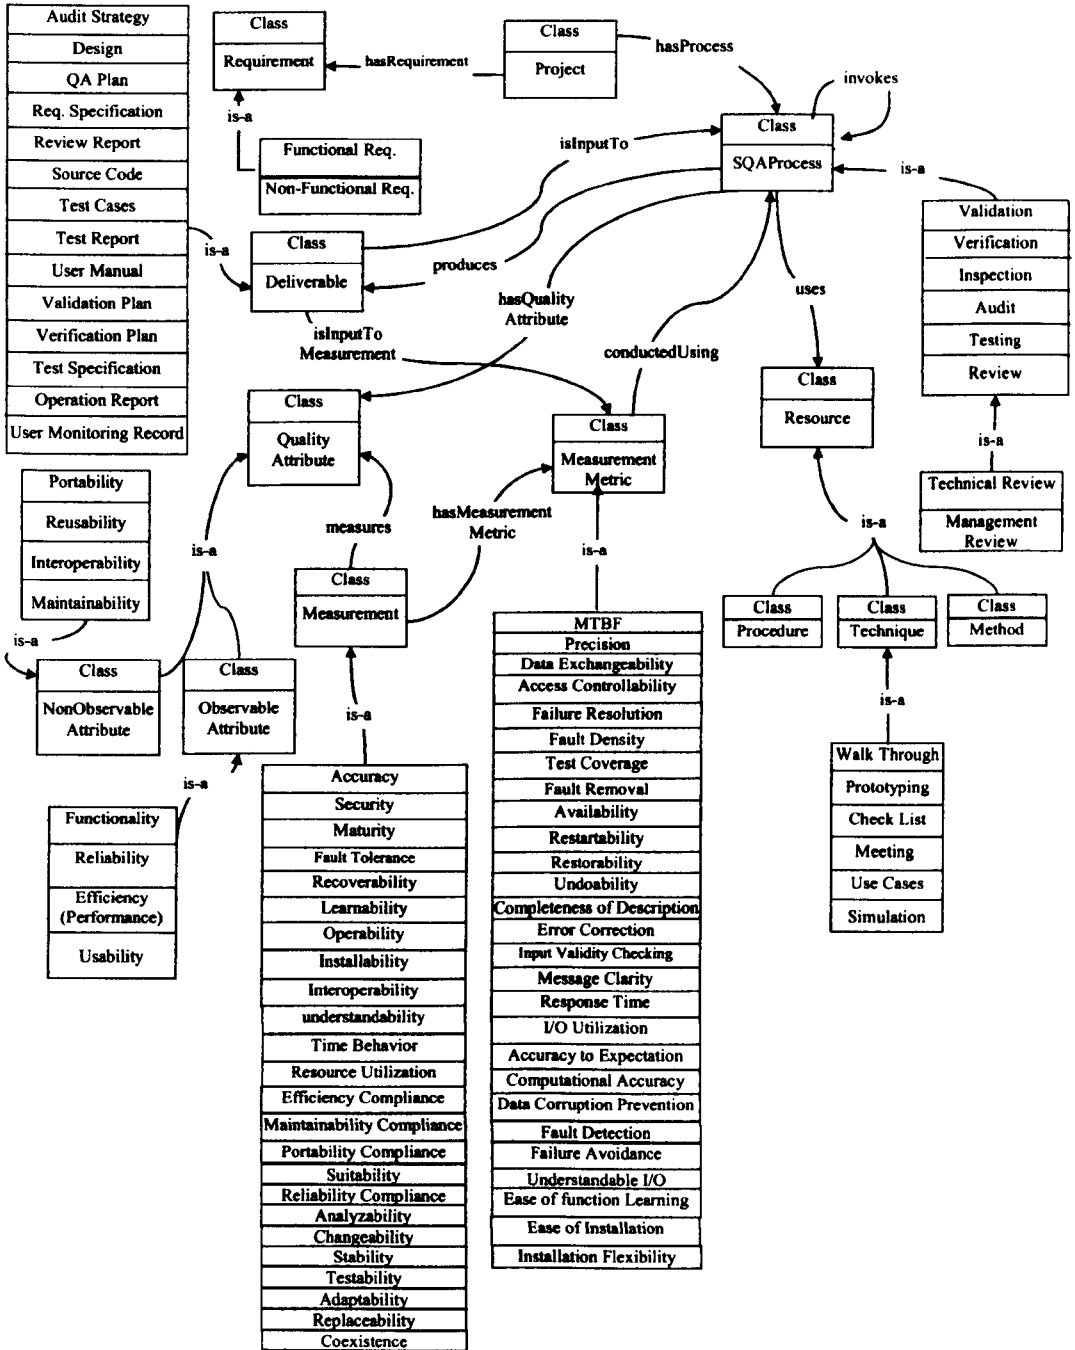 Audit Strategy
Design
QA Plan
Req. Specification
Review Report
Source Code
Test Cases
Test Report
User Manual
Validation Plan
Verification Plan
Test Specification
Operation Report
User Monitoring Record
is-a
Class
Requirement
hasRequirement
Class
Project
hasProcess
invokes
is-a
Functional Req.
Non-Functional Req.
isInputTo
Class
SQAProcess
is-a
Validation
Verification
Inspection
Audit
Testing
Review
Class
Deliverable
produces
hasQuality
Attribute
uses
isInputTo
Measurement
conductedUsing
Class
Resource
is-a
Technical Review
Management
Review
Class
Quality
Attribute
Class
Measurement
Metric
Portability
Reusability
Interoperability
Maintainability
is-a
is-a
measures
hasMeasurement
Metric
is-a
is-a
Class
Measurement
Class
Procedure
Class
Technique
Class
Method
Class
NonObservable
Attribute
Class
Observable
Attribute
is-a
is-a
is-a
Functionality
Reliability
Efficiency
(Performance)
Usability
Accuracy
Security
Maturity
Fault Tolerance
Recoverability
Learnability
Operability
Installability
Interoperability
understandability
Time Behavior
Resource Utilization
Efficiency Compliance
Maintainability Compliance
Portability Compliance
Suitability
Reliability Compliance
Analyzability
Changeability
Stability
Testability
Adaptability
Replaceability
Coexistence
MTBF
Precision
Data Exchangeability
Access Controllability
Failure Resolution
Fault Density
Test Coverage
Fault Removal
Availability
Restartability
Restorability
Undoability
Completeness of Description
Error Correction
Input Validity Checking
Message Clarity
Response Time
I/O Utilization
Accuracy to Expectation
Computational Accuracy
Data Corruption Prevention
Fault Detection
Failure Avoidance
Understandable I/O
Ease of function Learning
Ease of Installation
Installation Flexibility
Walk Through
Prototyping
Check List
Meeting
Use Cases
Simulation